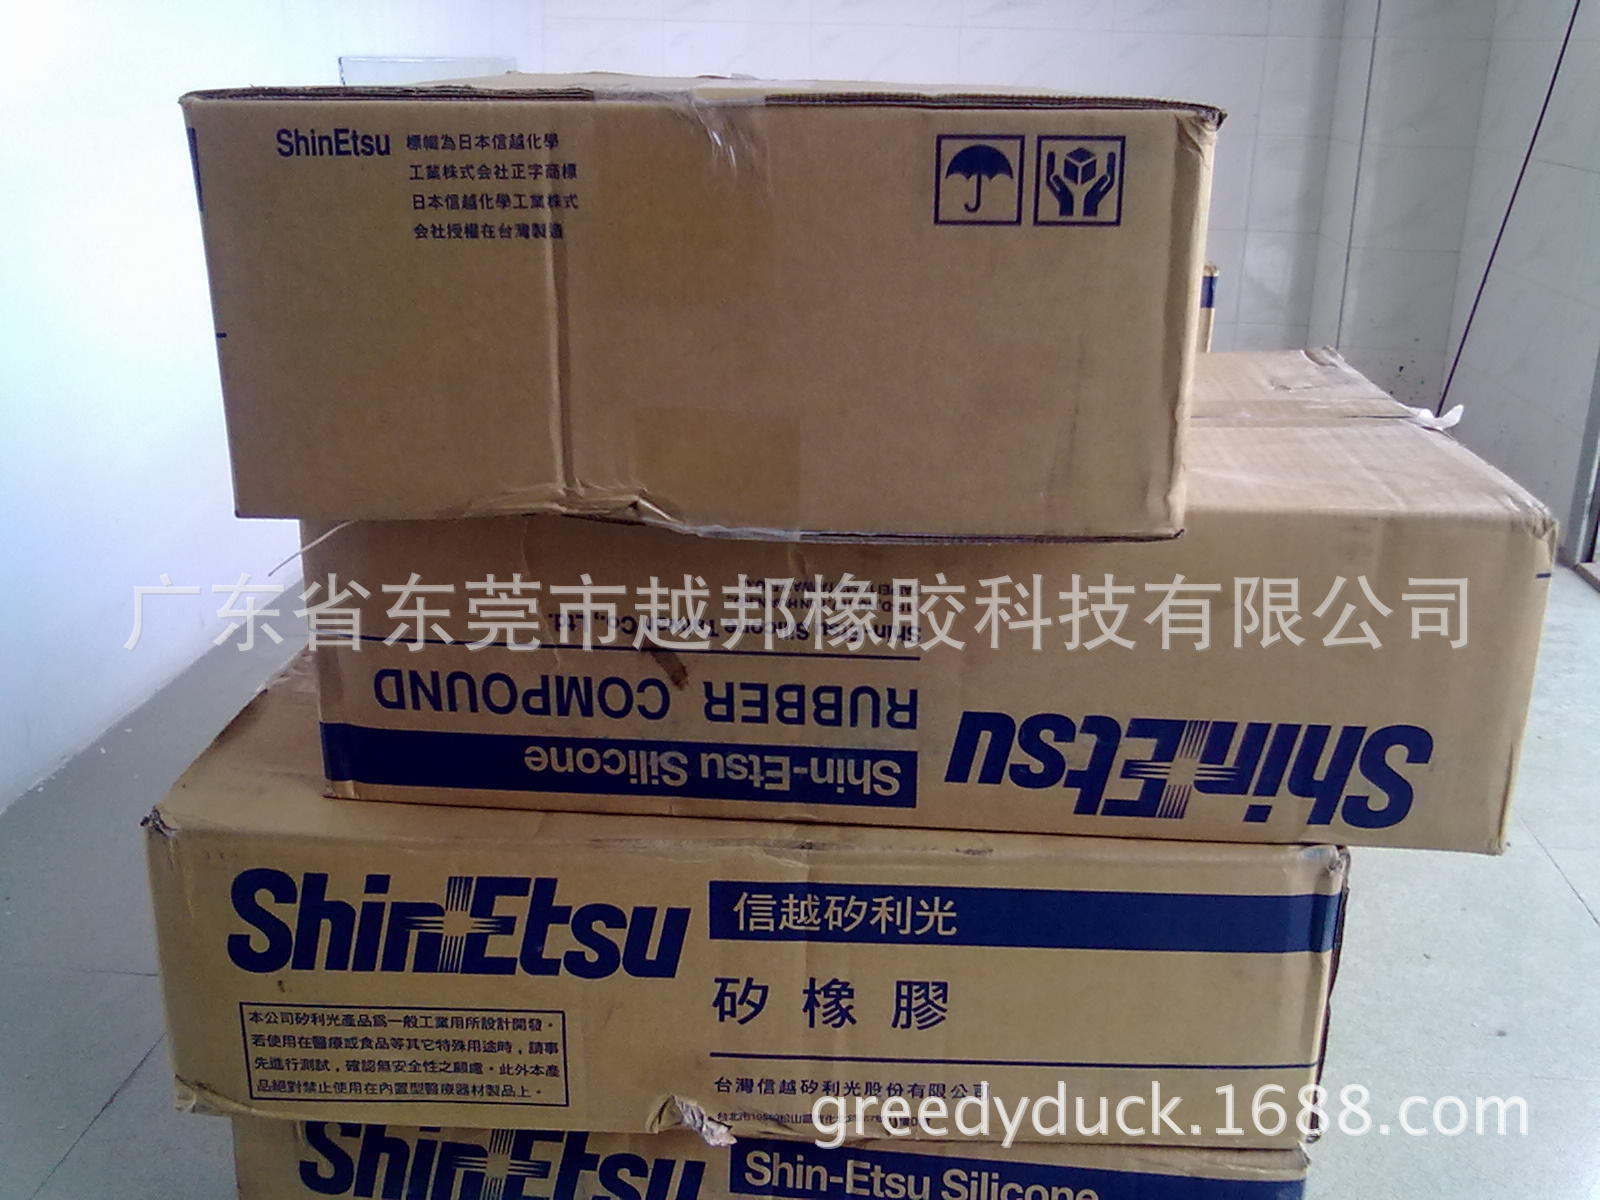 ShinEtsu 標幟為日本信越化學
工業株式会社正字商標
日本信越化學工業株式
会社授權在台灣製造
广东省东莞市越邦橡胶科技有限公司
Shin-Etsu Silicone Taiwan Co., Ltd.
RUBBER COMPOUND
Shin-Etsu Silicone
ShinEtsu
ShinEtsu
信越矽利光
矽橡膠
本公司矽利光產品爲一般工業用所設計開發。
若使用在醫療或食品等其它特殊用途時，請事
先進行測試，確認無安全性之顧慮。此外本產
品絕對禁止使用在內置型醫療器材製品上。
台灣信越矽利光股份有限公司
greedyduck.1688.com
ShinEtsu
Shin-Etsu Silicone